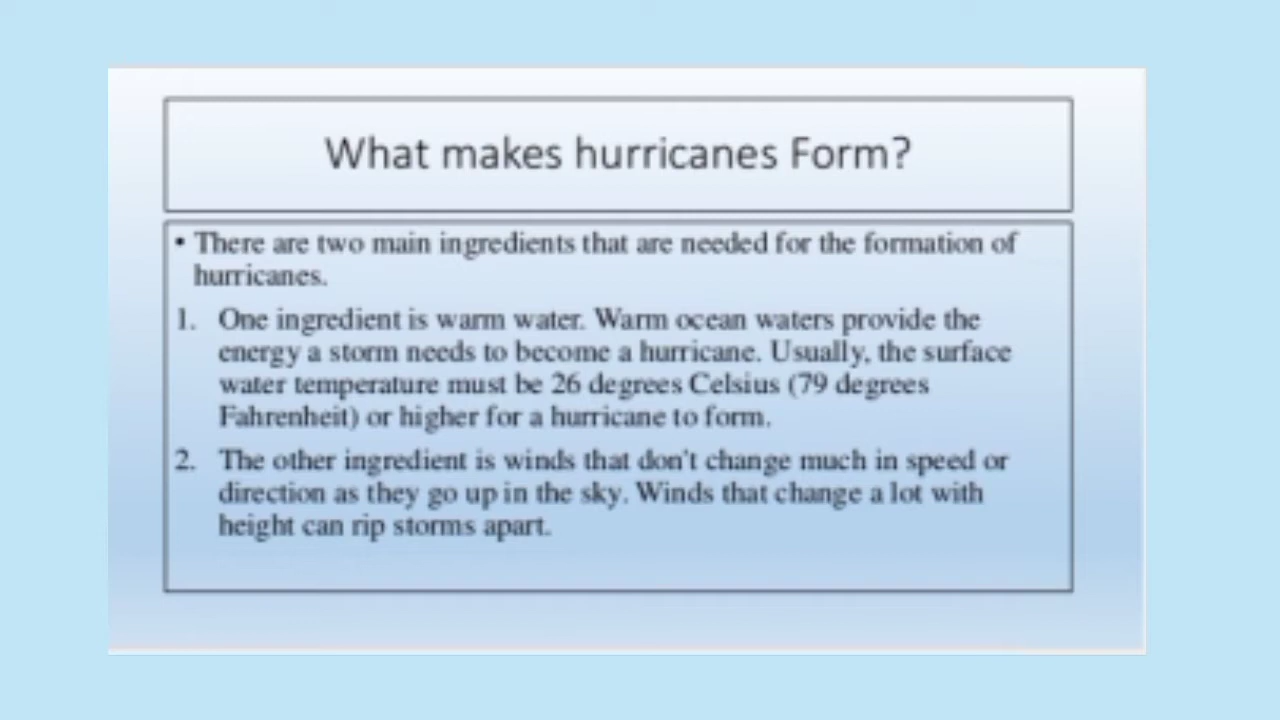 What makes hurricanes Form?
• There are two main ingredients that are needed for the formation of
hurricanes.
1. One ingredient is warm water. Warm ocean waters provide the
energy a storm needs to become a hurricane. Usually, the surface
water temperature must be 26 degrees Celsius (79 degrees
Fahrenheit) or higher for a hurricane to form.
2. The other ingredient is winds that don't change much in speed or
direction as they go up in the sky. Winds that change a lot with
height can rip storms apart.